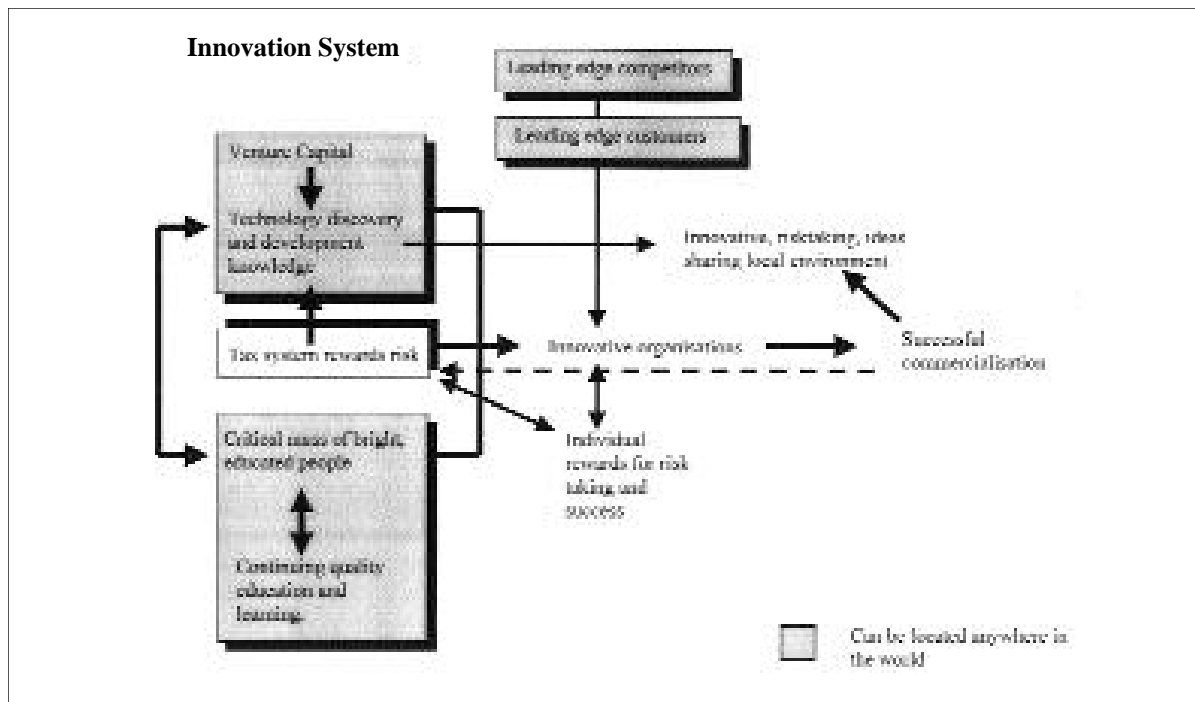 Innovation System
Leading edge competitors
Leading edge customers
Venture Capital
Technology discovery
and development
knowledge
Innovative, risktaking, ideas
sharing local environment
Tax system rewards risk
Innovative organisations
Successful
commercialisation
Critical mass of bright,
educated people
Individual
rewards for risk
taking and
success
Continuing quality
education and
learning.
Can be located anywhere in
the world